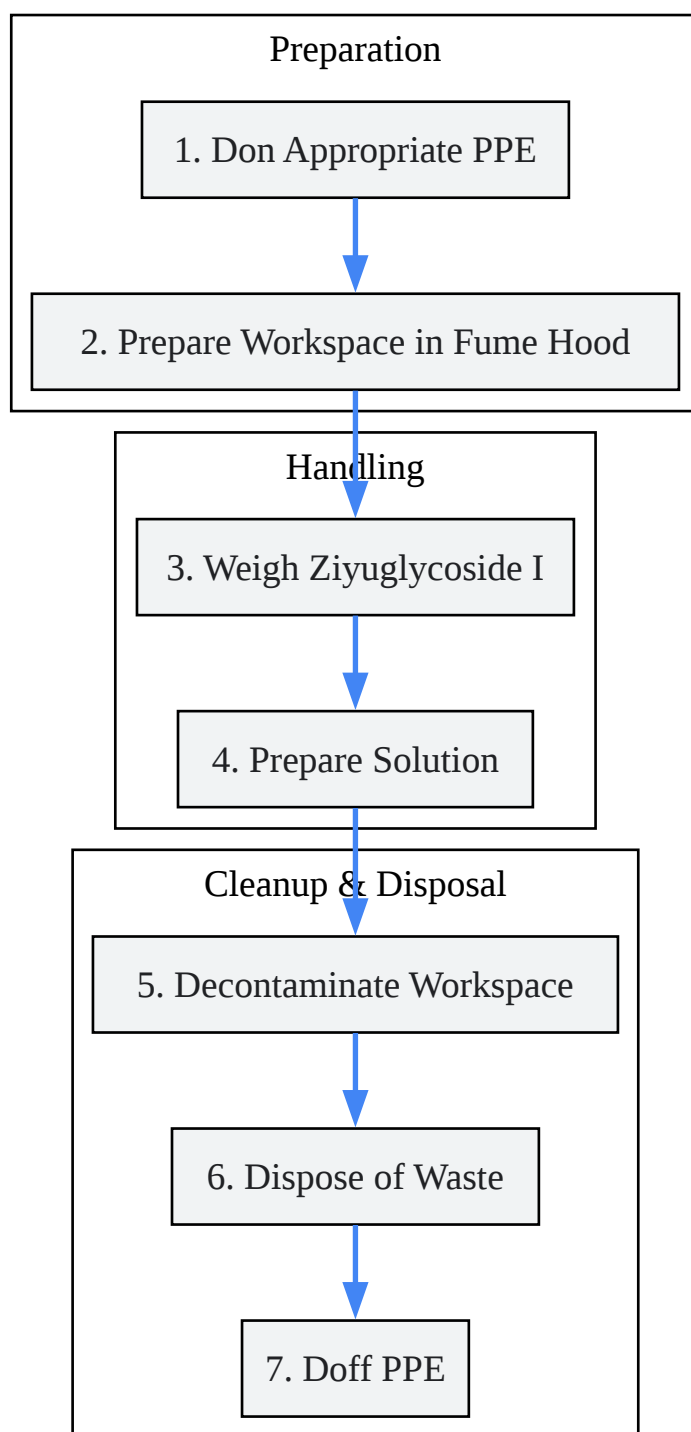 Preparation
1. Don Appropriate PPE
2. Prepare Workspace in Fume Hood
Handling
3. Weigh Ziyuglycoside I
4. Prepare Solution
Cleanup & Disposal
5. Decontaminate Workspace
6. Dispose of Waste
7. Doff PPE